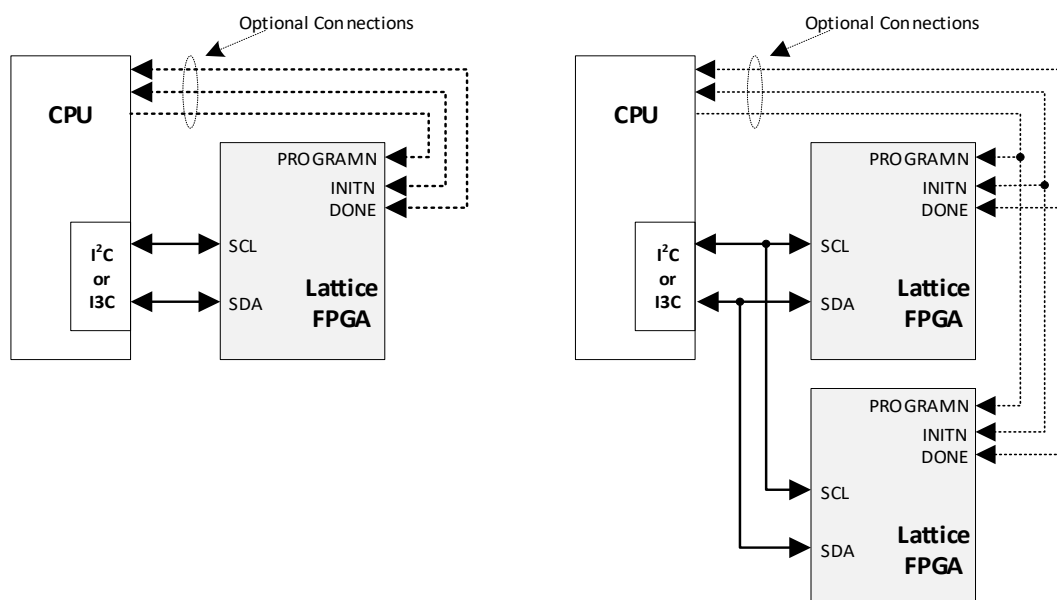 Optional Connections
CPU
PROGRAMN
INITN
DONE
I²C
or
I3C
SCL
SDA
Lattice
FPGA
Optional Connections
CPU
PROGRAMN
INITN
DONE
I²C
or
I3C
SCL
SDA
Lattice
FPGA
PROGRAMN
INITN
DONE
SCL
SDA
Lattice
FPGA